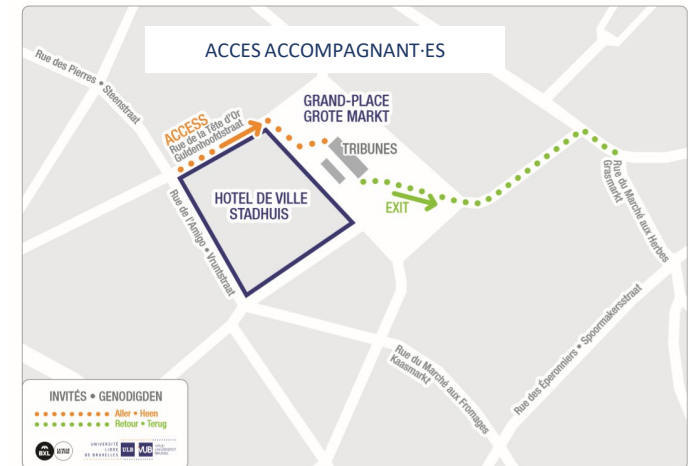 ACCES ACCOMPAGNANT·ES
Rue des Pierres • Steenstraat
ACCESS
Rue de la Tête d'Or
Guldenhoofdstraat
GRAND-PLACE
GROTE MARKT
TRIBUNES
HOTEL DE VILLE
STADHUIS
EXIT
Rue du Marché aux Herbes
Grasmarkt
Rue de l'Amigo • Vruntstraat
Rue du Marché aux Fromages
Kaasmarkt
Rue des Éperonniers • Spoormakersstraat
INVITÉS • GENODIGDEN
Aller • Heen
Retour • Terug
BXL
UNIVERSITÉ
LIBRE
DE BRUXELLES
ULB
VUB